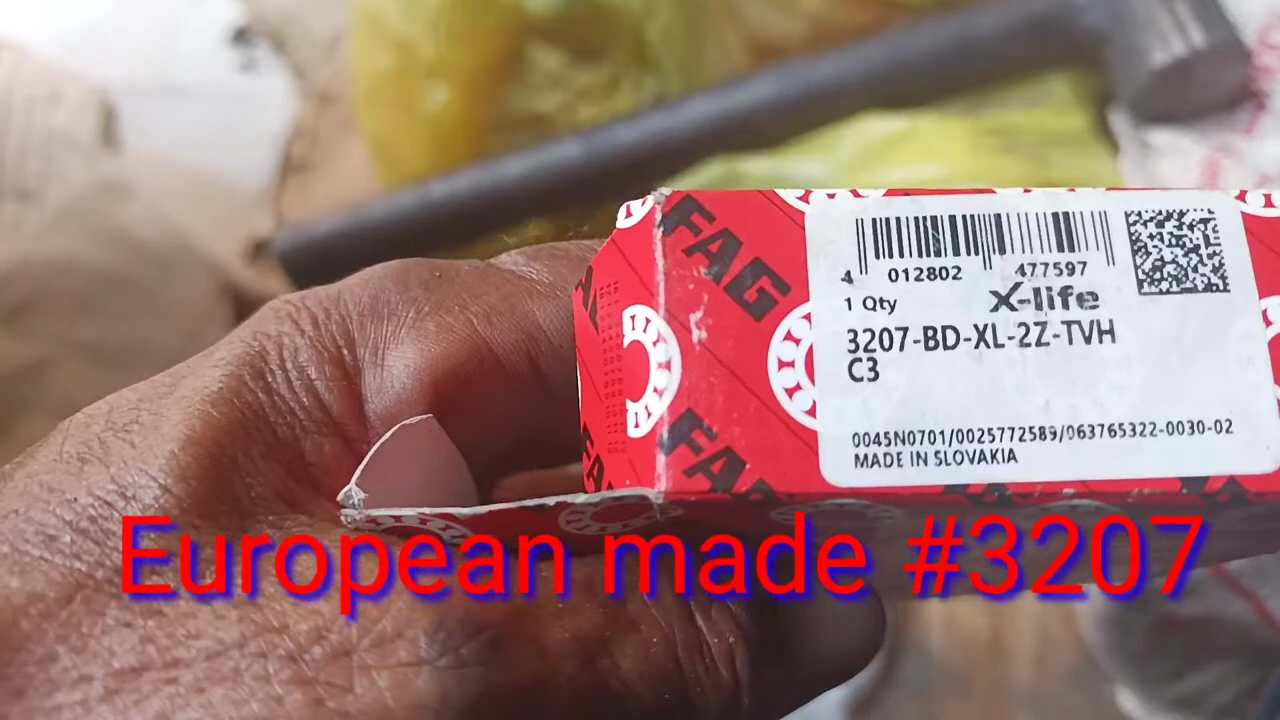 FAG
4 012802 477597
1 Qty X-life
3207-BD-XL-2Z-TVH
C3
0045N0701/0025772589/063765322-0030-02
MADE IN SLOVAKIA
FAG
European made #3207